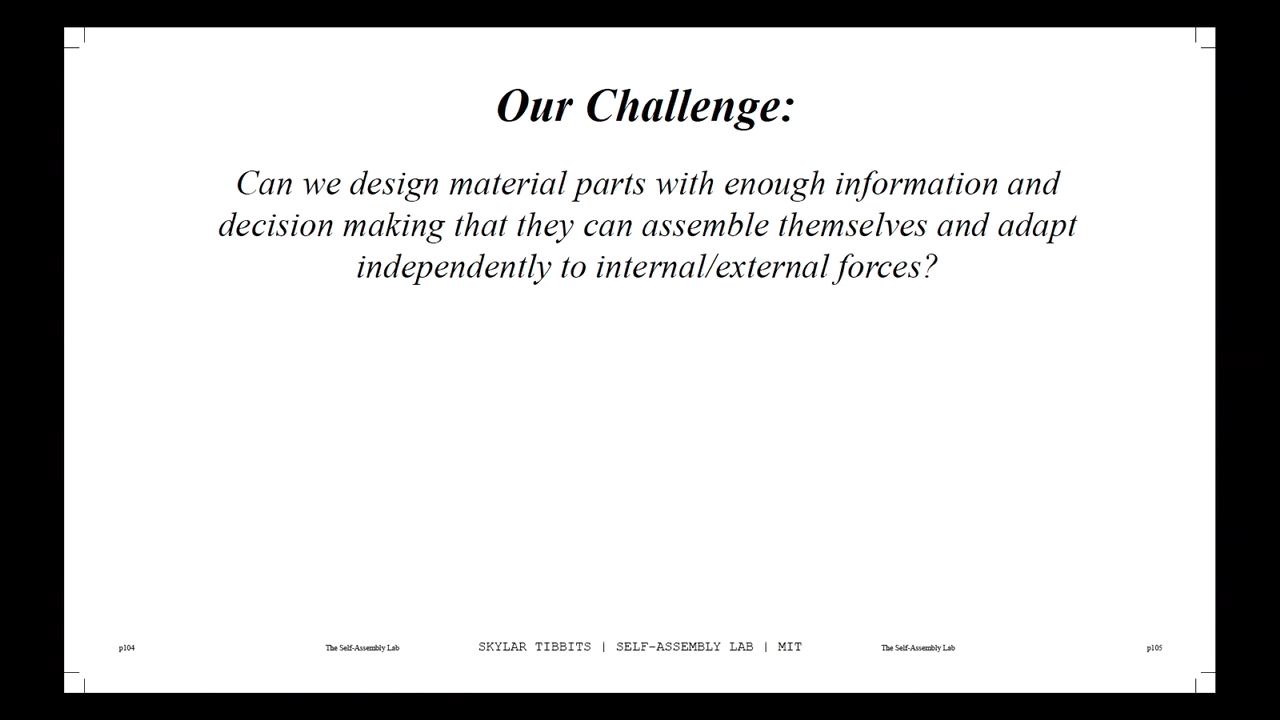 Our Challenge:
Can we design material parts with enough information and
decision making that they can assemble themselves and adapt
independently to internal/external forces?
p104
The Self-Assembly Lab
SKYLAR TIBBITS | SELF-ASSEMBLY LAB | MIT
The Self-Assembly Lab
p105